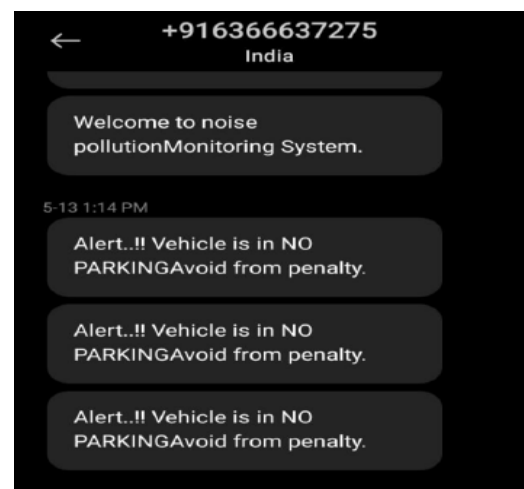 +916366637275
India
Welcome to noise
pollutionMonitoring System.
5-13 1:14 PM
Alert..!! Vehicle is in NO
PARKINGAvoid from penalty.
Alert..!! Vehicle is in NO
PARKINGAvoid from penalty.
Alert..!! Vehicle is in NO
PARKINGAvoid from penalty.